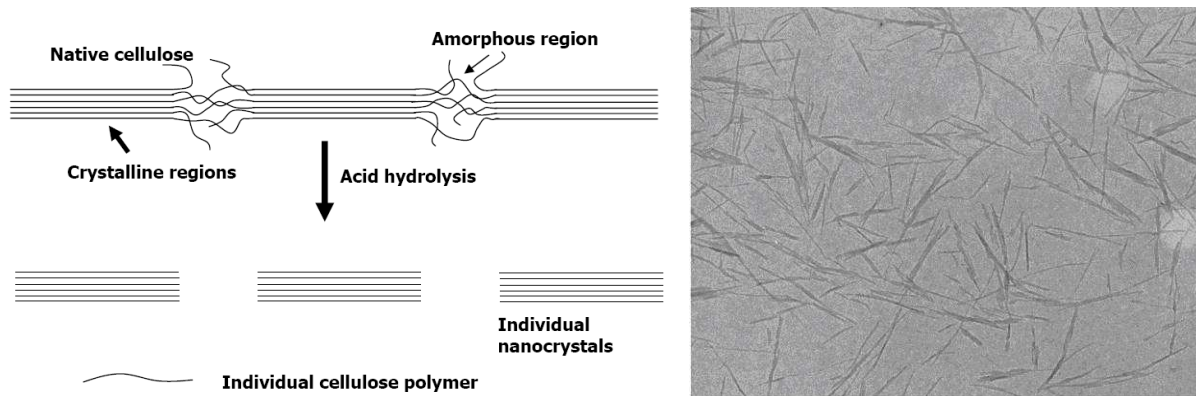 Native cellulose
Amorphous region
Crystalline regions
Acid hydrolysis
Individual
nanocrystals
Individual cellulose polymer